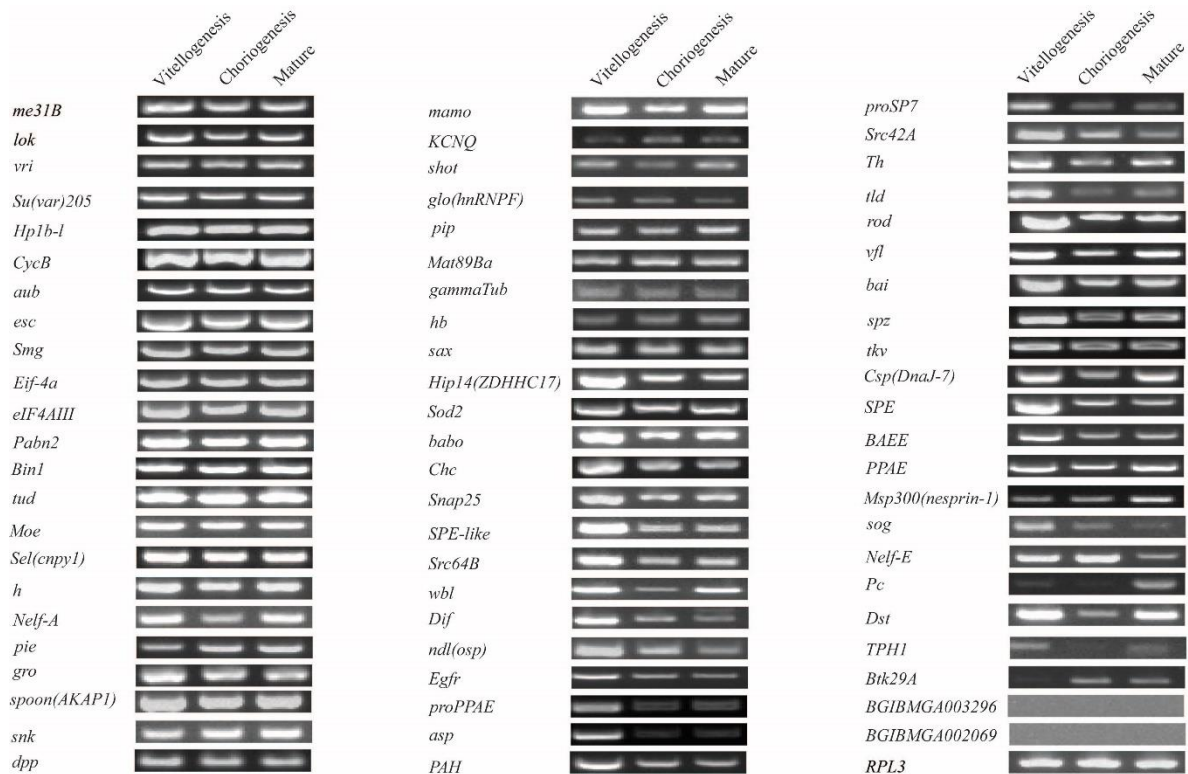 Vitellogenesis
Choriogenesis
Mature
me31B
lok
vri
Su(var)205
Hp1b-l
CycB
aub
esc
Smg
Eif-4a
eIF4AIII
Pabn2
Bin1
tud
Moe
Sel(cnpy1)
h
Nelf-A
pie
gro
spoon(AKAP1)
snk
dpp
Vitellogenesis
Choriogenesis
Mature
mamo
KCNQ
shot
glo(hnRNPF)
pip
Mat89Ba
gammaTub
hb
sax
Hip14(ZDHHC17)
Sod2
babo
Chc
Snap25
SPE-like
Src64B
wbl
Dif
ndl(osp)
Egfr
proPPAE
asp
PAH
Vitellogenesis
Choriogenesis
Mature
proSP7
Src42A
Th
tld
rod
vfl
bai
spz
tkv
Csp(DnaJ-7)
SPE
BAEE
PPAE
Msp300(nesprin-1)
sog
Nelf-E
Pc
Dst
TPH1
Btk29A
BGIBMGA003296
BGIBMGA002069
RPL3